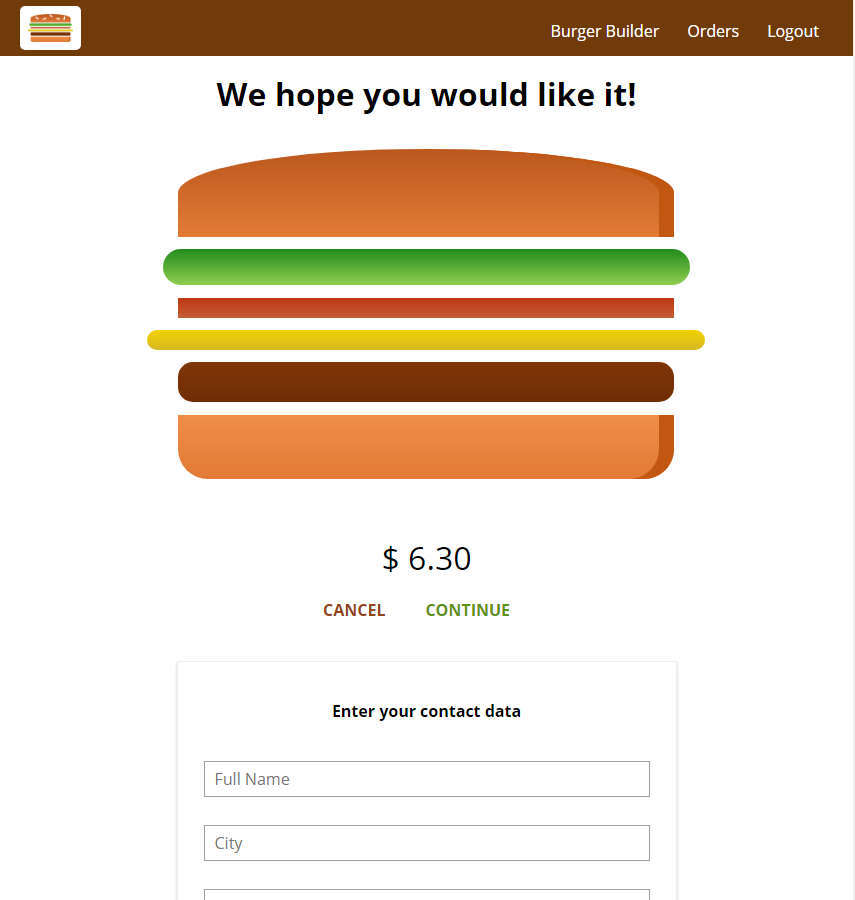 Burger Builder Orders Logout
We hope you would like it!
$ 6.30
CANCEL CONTINUE
Enter your contact data
Full Name
City